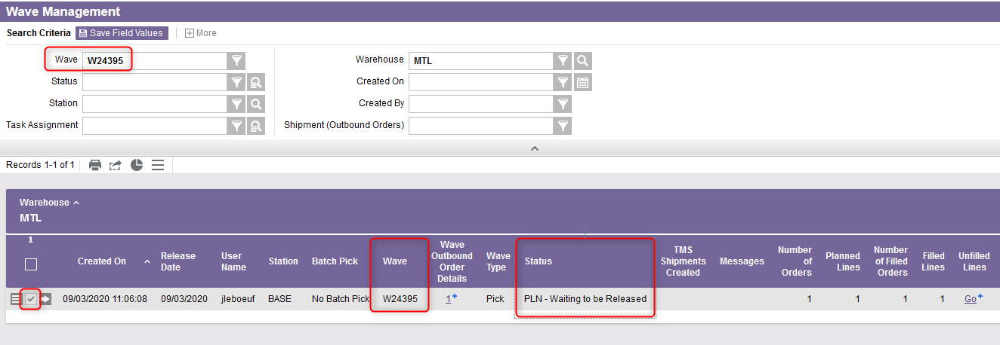 Wave Management
Search Criteria Save Field Values More
Wave W24395 Warehouse MTL
Status Created On
Station Created By
Task Assignment Shipment (Outbound Orders)
Records 1-1 of 1
Warehouse
MTL
1
Created On Release Date User Name Station Batch Pick Wave Wave Outbound Order Details Wave Type Status TMS Shipments Created Messages Number of Orders Planned Lines Number of Filled Orders Filled Lines Unfilled Lines
09/03/2020 11:06:08 09/03/2020 jleboeuf BASE No Batch Pick W24395 1+ Pick PLN - Waiting to be Released 1 1 1 1 Go+